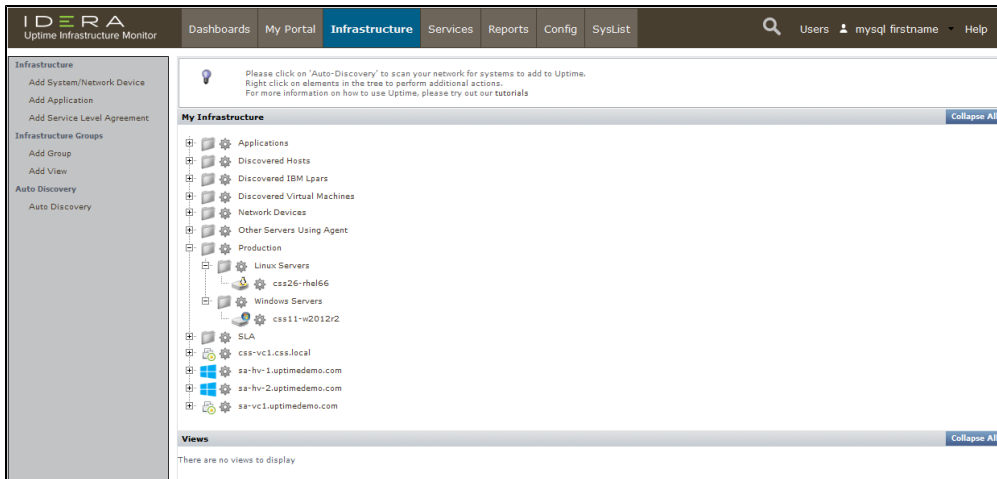 IDERA
Uptime Infrastructure Monitor
Dashboards My Portal Infrastructure Services Reports Config SysList
Users mysql firstname Help
Infrastructure
Add System/Network Device
Add Application
Add Service Level Agreement
Infrastructure Groups
Add Group
Add View
Auto Discovery
Auto Discovery
Please click on 'Auto-Discovery' to scan your network for systems to add to Uptime.
Right click on elements in the tree to perform additional actions.
For more information on how to use Uptime, please try out our tutorials
My Infrastructure Collapse All
Applications
Discovered Hosts
Discovered IBM Lpars
Discovered Virtual Machines
Network Devices
Other Servers Using Agent
Production
Linux Servers
css26-rhel66
Windows Servers
css11-w2012r2
SLA
css-vc1.css.local
sa-hv-1.uptimedemo.com
sa-hv-2.uptimedemo.com
sa-vc1.uptimedemo.com
Views Collapse All
There are no views to display